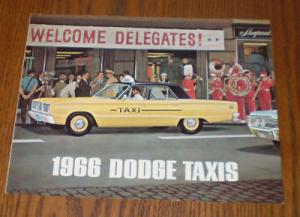 WELCOME DELEGATES!
TAXI
1966 DODGE TAXIS